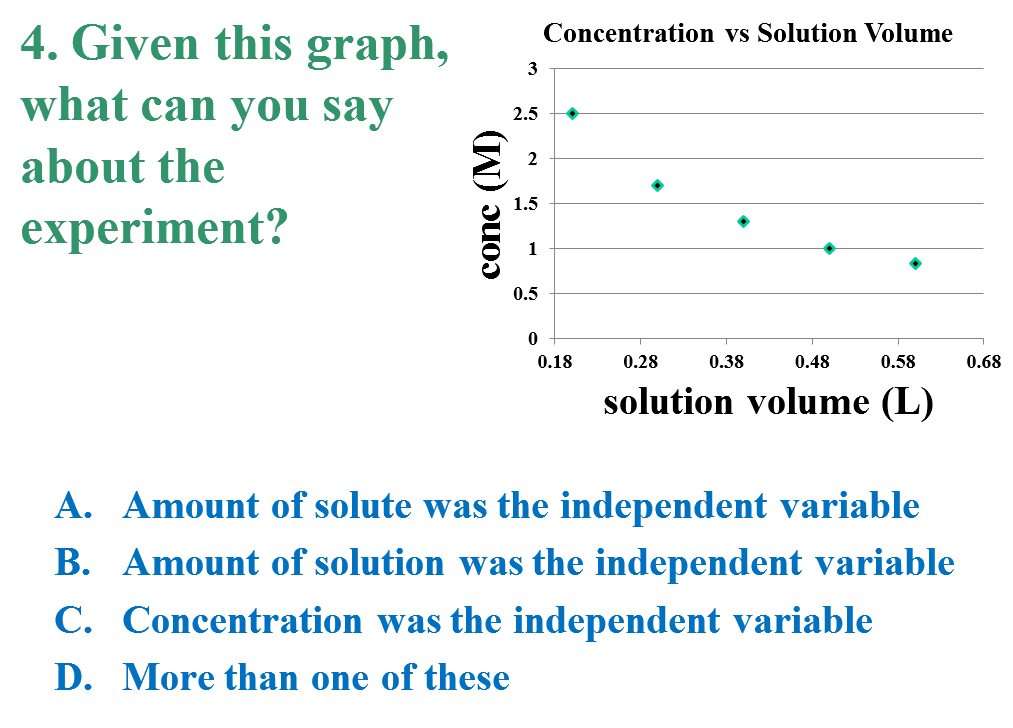 4. Given this graph,
what can you say
about the
experiment?
Concentration vs Solution Volume
3
2.5
2
1.5
1
0.5
0
conc (M)
0.18 0.28 0.38 0.48 0.58 0.68
solution volume (L)
A. Amount of solute was the independent variable
B. Amount of solution was the independent variable
C. Concentration was the independent variable
D. More than one of these